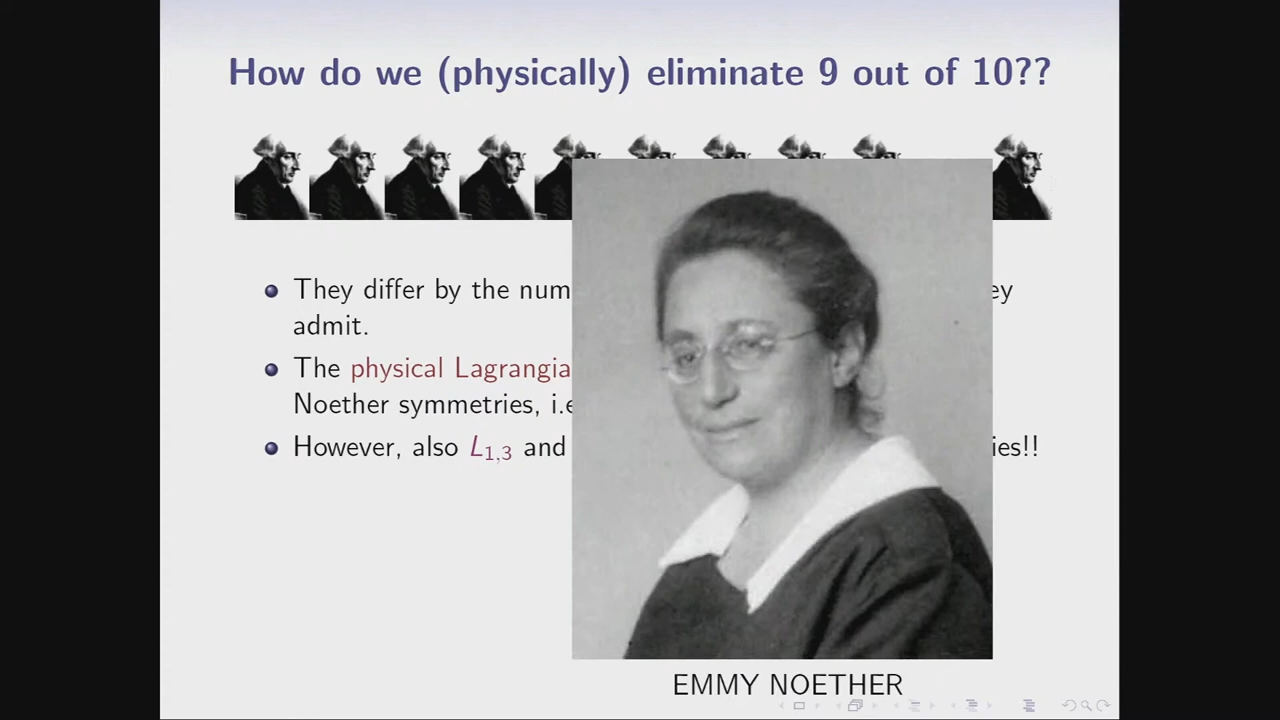 How do we (physically) eliminate 9 out of 10??
They differ by the num
admit.
The physical Lagrangia
Noether symmetries, i.e
However, also L1,3 and ies!!
EMMY NOETHER